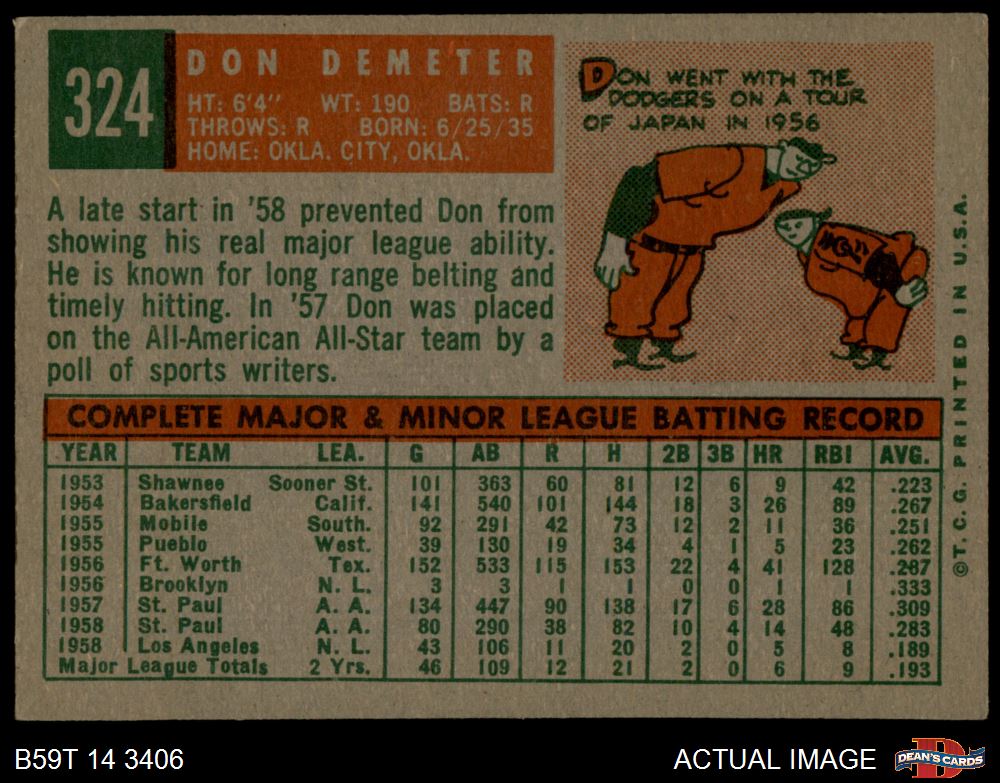 324
DON DEMETER
HT: 6'4" WT: 190 BATS: R
THROWS: R BORN: 6/25/35
HOME: OKLA. CITY, OKLA.
DON WENT WITH THE
DODGERS ON A TOUR
OF JAPAN IN 1956
A late start in '58 prevented Don from
showing his real major league ability.
He is known for long range belting and
timely hitting. In '57 Don was placed
on the All-American All-Star team by a
poll of sports writers.
COMPLETE MAJOR & MINOR LEAGUE BATTING RECORD
YEAR TEAM LEA. G AB R H 2B 3B HR RBI AVG.
1953 Shawnee Sooner St. 101 363 60 81 12 6 9 42 .223
1954 Bakersfield Calif. 141 540 101 144 18 3 26 89 .267
1955 Mobile South. 92 291 42 73 12 2 11 36 .251
1955 Pueblo West. 39 130 19 34 4 1 5 23 .262
1956 Ft. Worth Tex. 152 533 115 153 22 4 41 128 .287
1956 Brooklyn N. L. 3 3 1 1 0 0 1 1 .333
1957 St. Paul A. A. 134 447 90 138 17 6 28 86 .309
1958 St. Paul A. A. 80 290 38 82 10 4 14 48 .283
1958 Los Angeles N. L. 43 106 11 20 2 0 5 8 .189
Major League Totals 2 Yrs. 46 109 12 21 2 0 6 9 .193
©T. C. G. PRINTED IN U.S.A.
B59T 14 3406
ACTUAL IMAGE
DEAN'S CARDS